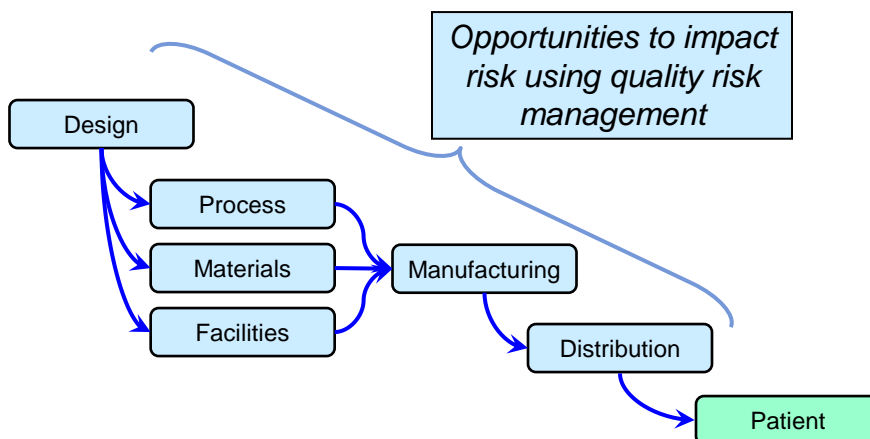 Opportunities to impact
risk using quality risk
management
Design
Process
Materials
Manufacturing
Facilities
Distribution
Patient